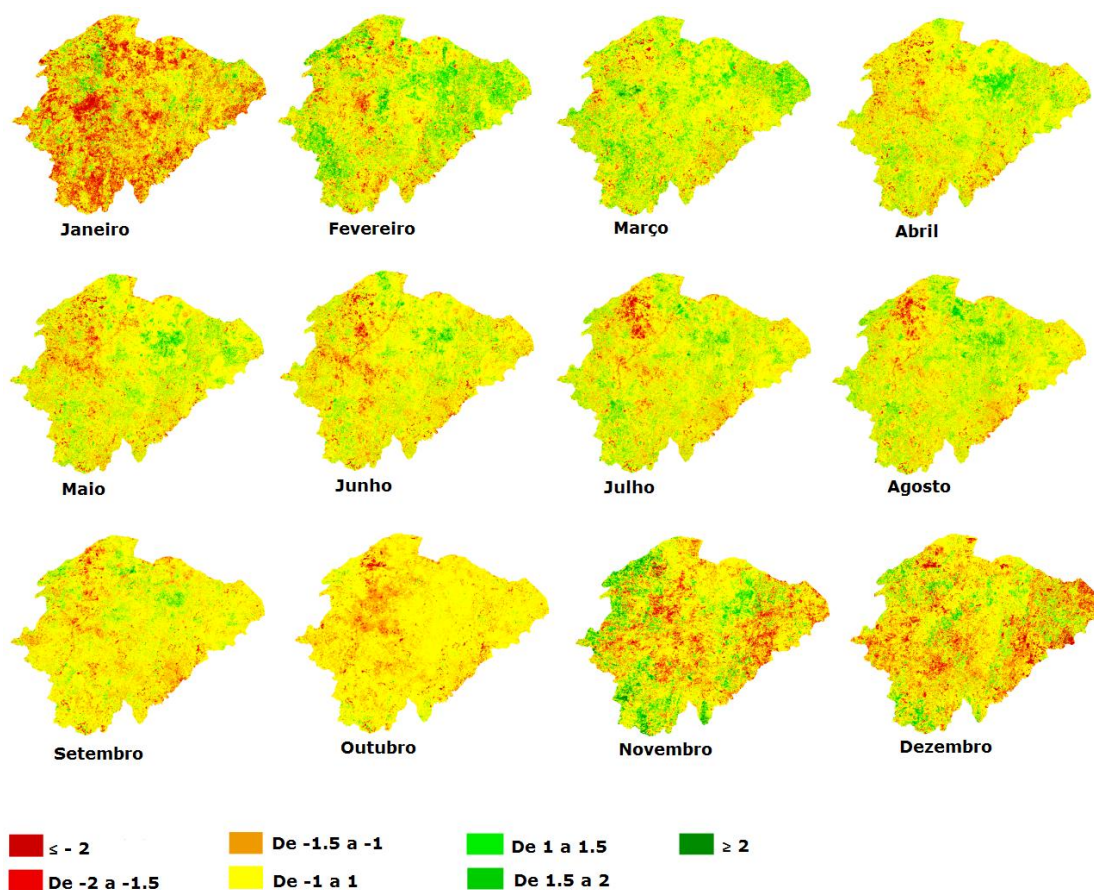 Janeiro
Fevereiro
Março
Abril
Maio
Junho
Julho
Agosto
Setembro
Outubro
Novembro
Dezembro
≤ - 2
De -1.5 a -1
De 1 a 1.5
≥ 2
De -2 a -1.5
De -1 a 1
De 1.5 a 2